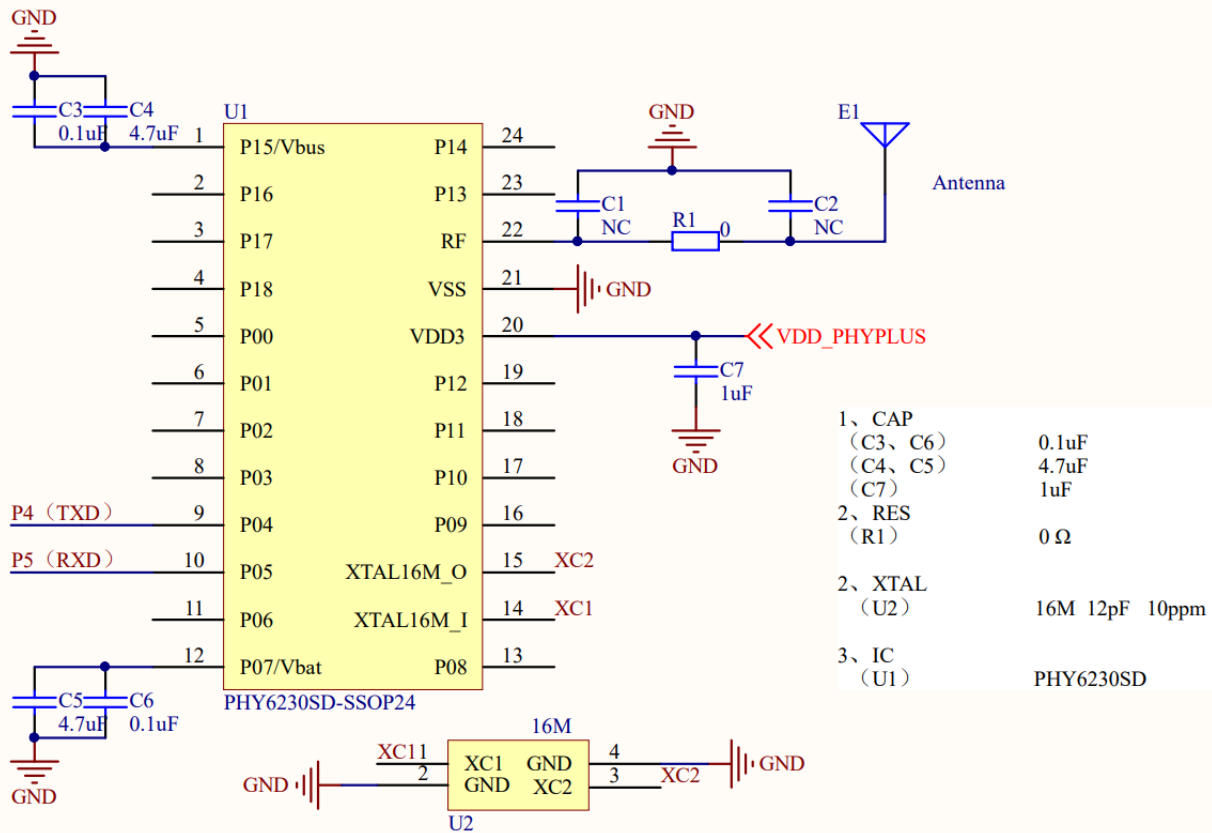 GND
C3
0.1uF
C4
4.7uF
U1
1 P15/Vbus P14 24
2 P16 P13 23
3 P17 RF 22
4 P18 VSS 21
5 P00 VDD3 20
6 P01 P12 19
7 P02 P11 18
8 P03 P10 17
P4（TXD） 9 P04 P09 16
P5（RXD） 10 P05 XTAL16M_O 15 XC2
11 P06 XTAL16M_I 14 XC1
12 P07/Vbat P08 13
PHY6230SD-SSOP24
C5
4.7uF
C6
0.1uF
GND
GND
C1
NC
R1 0
C2
NC
E1
Antenna
GND
VDD_PHYPLUS
C7
1uF
GND
1、CAP
（C3、C6） 0.1uF
（C4、C5） 4.7uF
（C7） 1uF
2、RES
（R1） 0 Ω
2、XTAL
（U2） 16M 12pF 10ppm
3、IC
（U1） PHY6230SD
16M
XC1 1 XC1 GND 4 GND
GND 2 GND XC2 3 XC2
U2